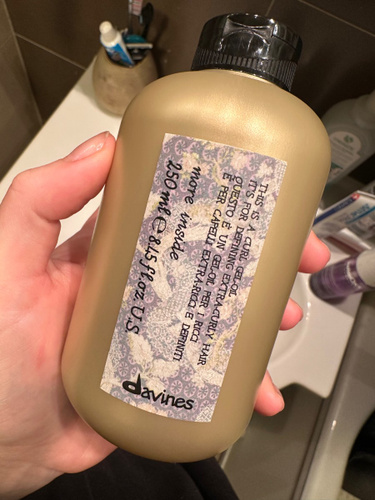 THIS IS A CURL GEL-OIL.
IT'S FOR DEFINING EXTRA-CURLY HAIR
QUESTO È UN GEL-OIL PER I RICCI
È PER CAPELLI EXTRA-RICCI E DEFINITI
more inside
250 ml ℮ 8.45 fl.oz. U.S.
davines